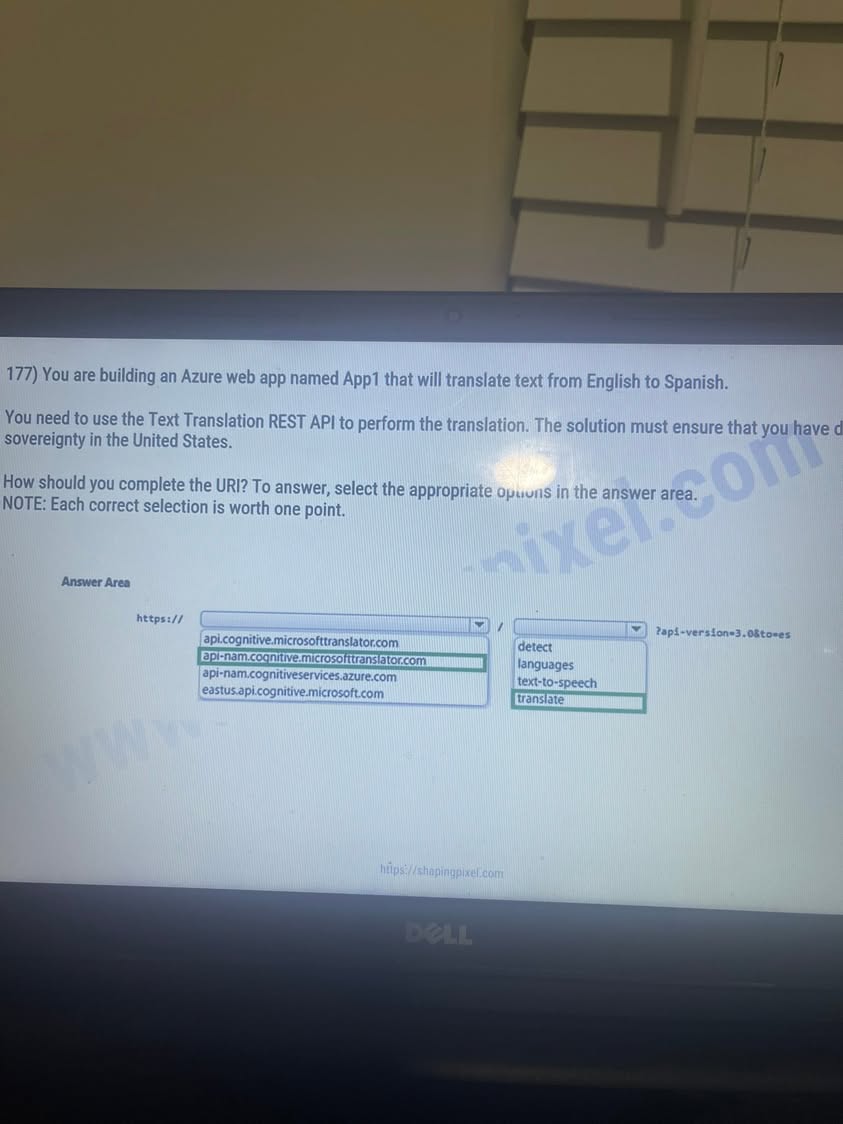 177) You are building an Azure web app named App1 that will translate text from English to Spanish.
You need to use the Text Translation REST API to perform the translation. The solution must ensure that you have d
sovereignty in the United States.
How should you complete the URI? To answer, select the appropriate options in the answer area.
NOTE: Each correct selection is worth one point.
pixel.com
Answer Area
https:// / ?api-version=3.0&to=es
api.cognitive.microsofttranslator.com
api-nam.cognitive.microsofttranslator.com
api-nam.cognitiveservices.azure.com
eastus.api.cognitive.microsoft.com
detect
languages
text-to-speech
translate
www.
https://shapingpixel.com
DELL